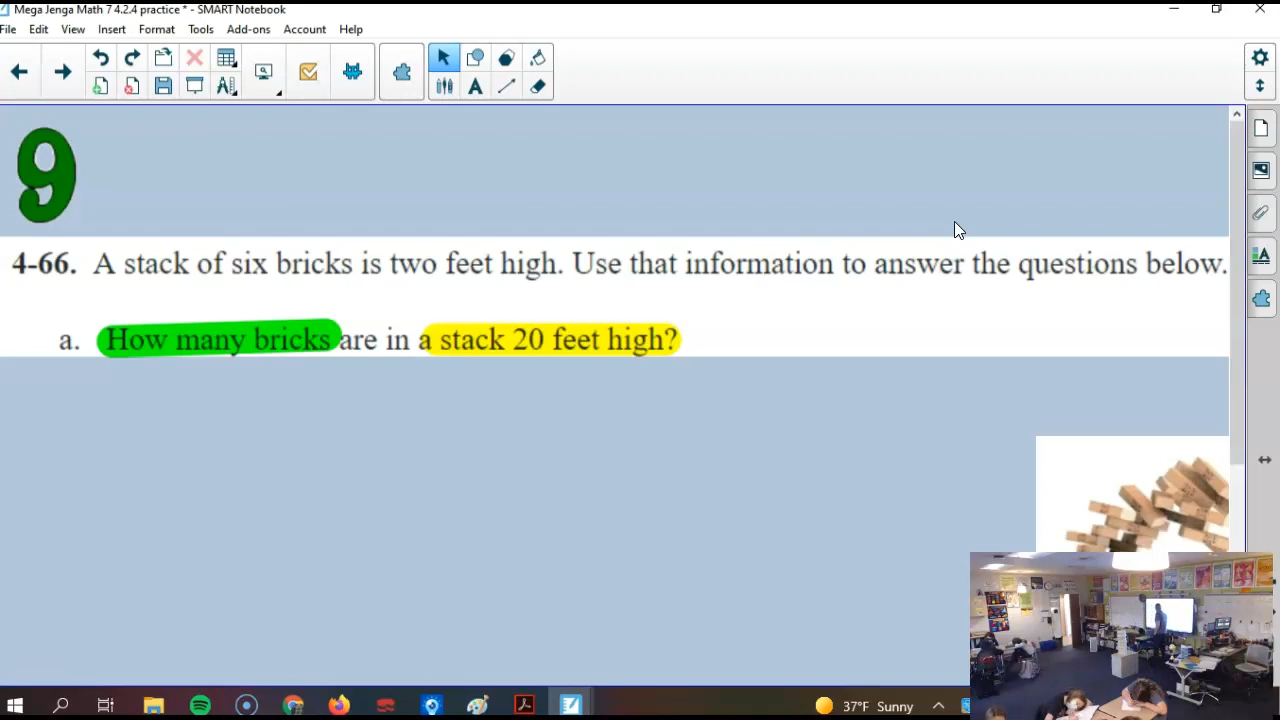 Mega Jenga Math 7 4.2.4 practice * - SMART Notebook
File Edit View Insert Format Tools Add-ons Account Help
9
4-66. A stack of six bricks is two feet high. Use that information to answer the questions below.
a. How many bricks are in a stack 20 feet high?
37°F Sunny